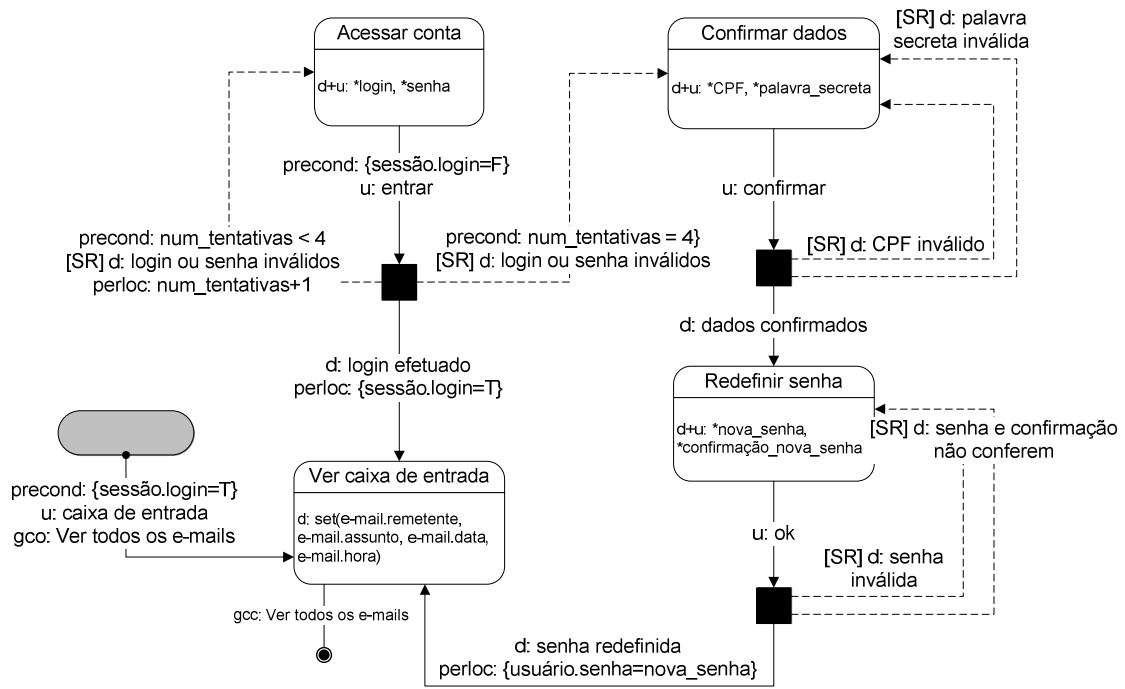 Acessar conta
d+u: *login, *senha
precond: {sessão.login=F}
u: entrar
precond: num_tentativas < 4
[SR] d: login ou senha inválidos
perloc: num_tentativas+1
precond: num_tentativas = 4}
[SR] d: login ou senha inválidos
d: login efetuado
perloc: {sessão.login=T}
precond: {sessão.login=T}
u: caixa de entrada
gco: Ver todos os e-mails
Ver caixa de entrada
d: set(e-mail.remetente,
e-mail.assunto, e-mail.data,
e-mail.hora)
gcc: Ver todos os e-mails
Confirmar dados
d+u: *CPF, *palavra_secreta
[SR] d: palavra
secreta inválida
u: confirmar
[SR] d: CPF inválido
d: dados confirmados
Redefinir senha
d+u: *nova_senha,
*confirmação_nova_senha
[SR] d: senha e confirmação
não conferem
u: ok
[SR] d: senha
inválida
d: senha redefinida
perloc: {usuário.senha=nova_senha}